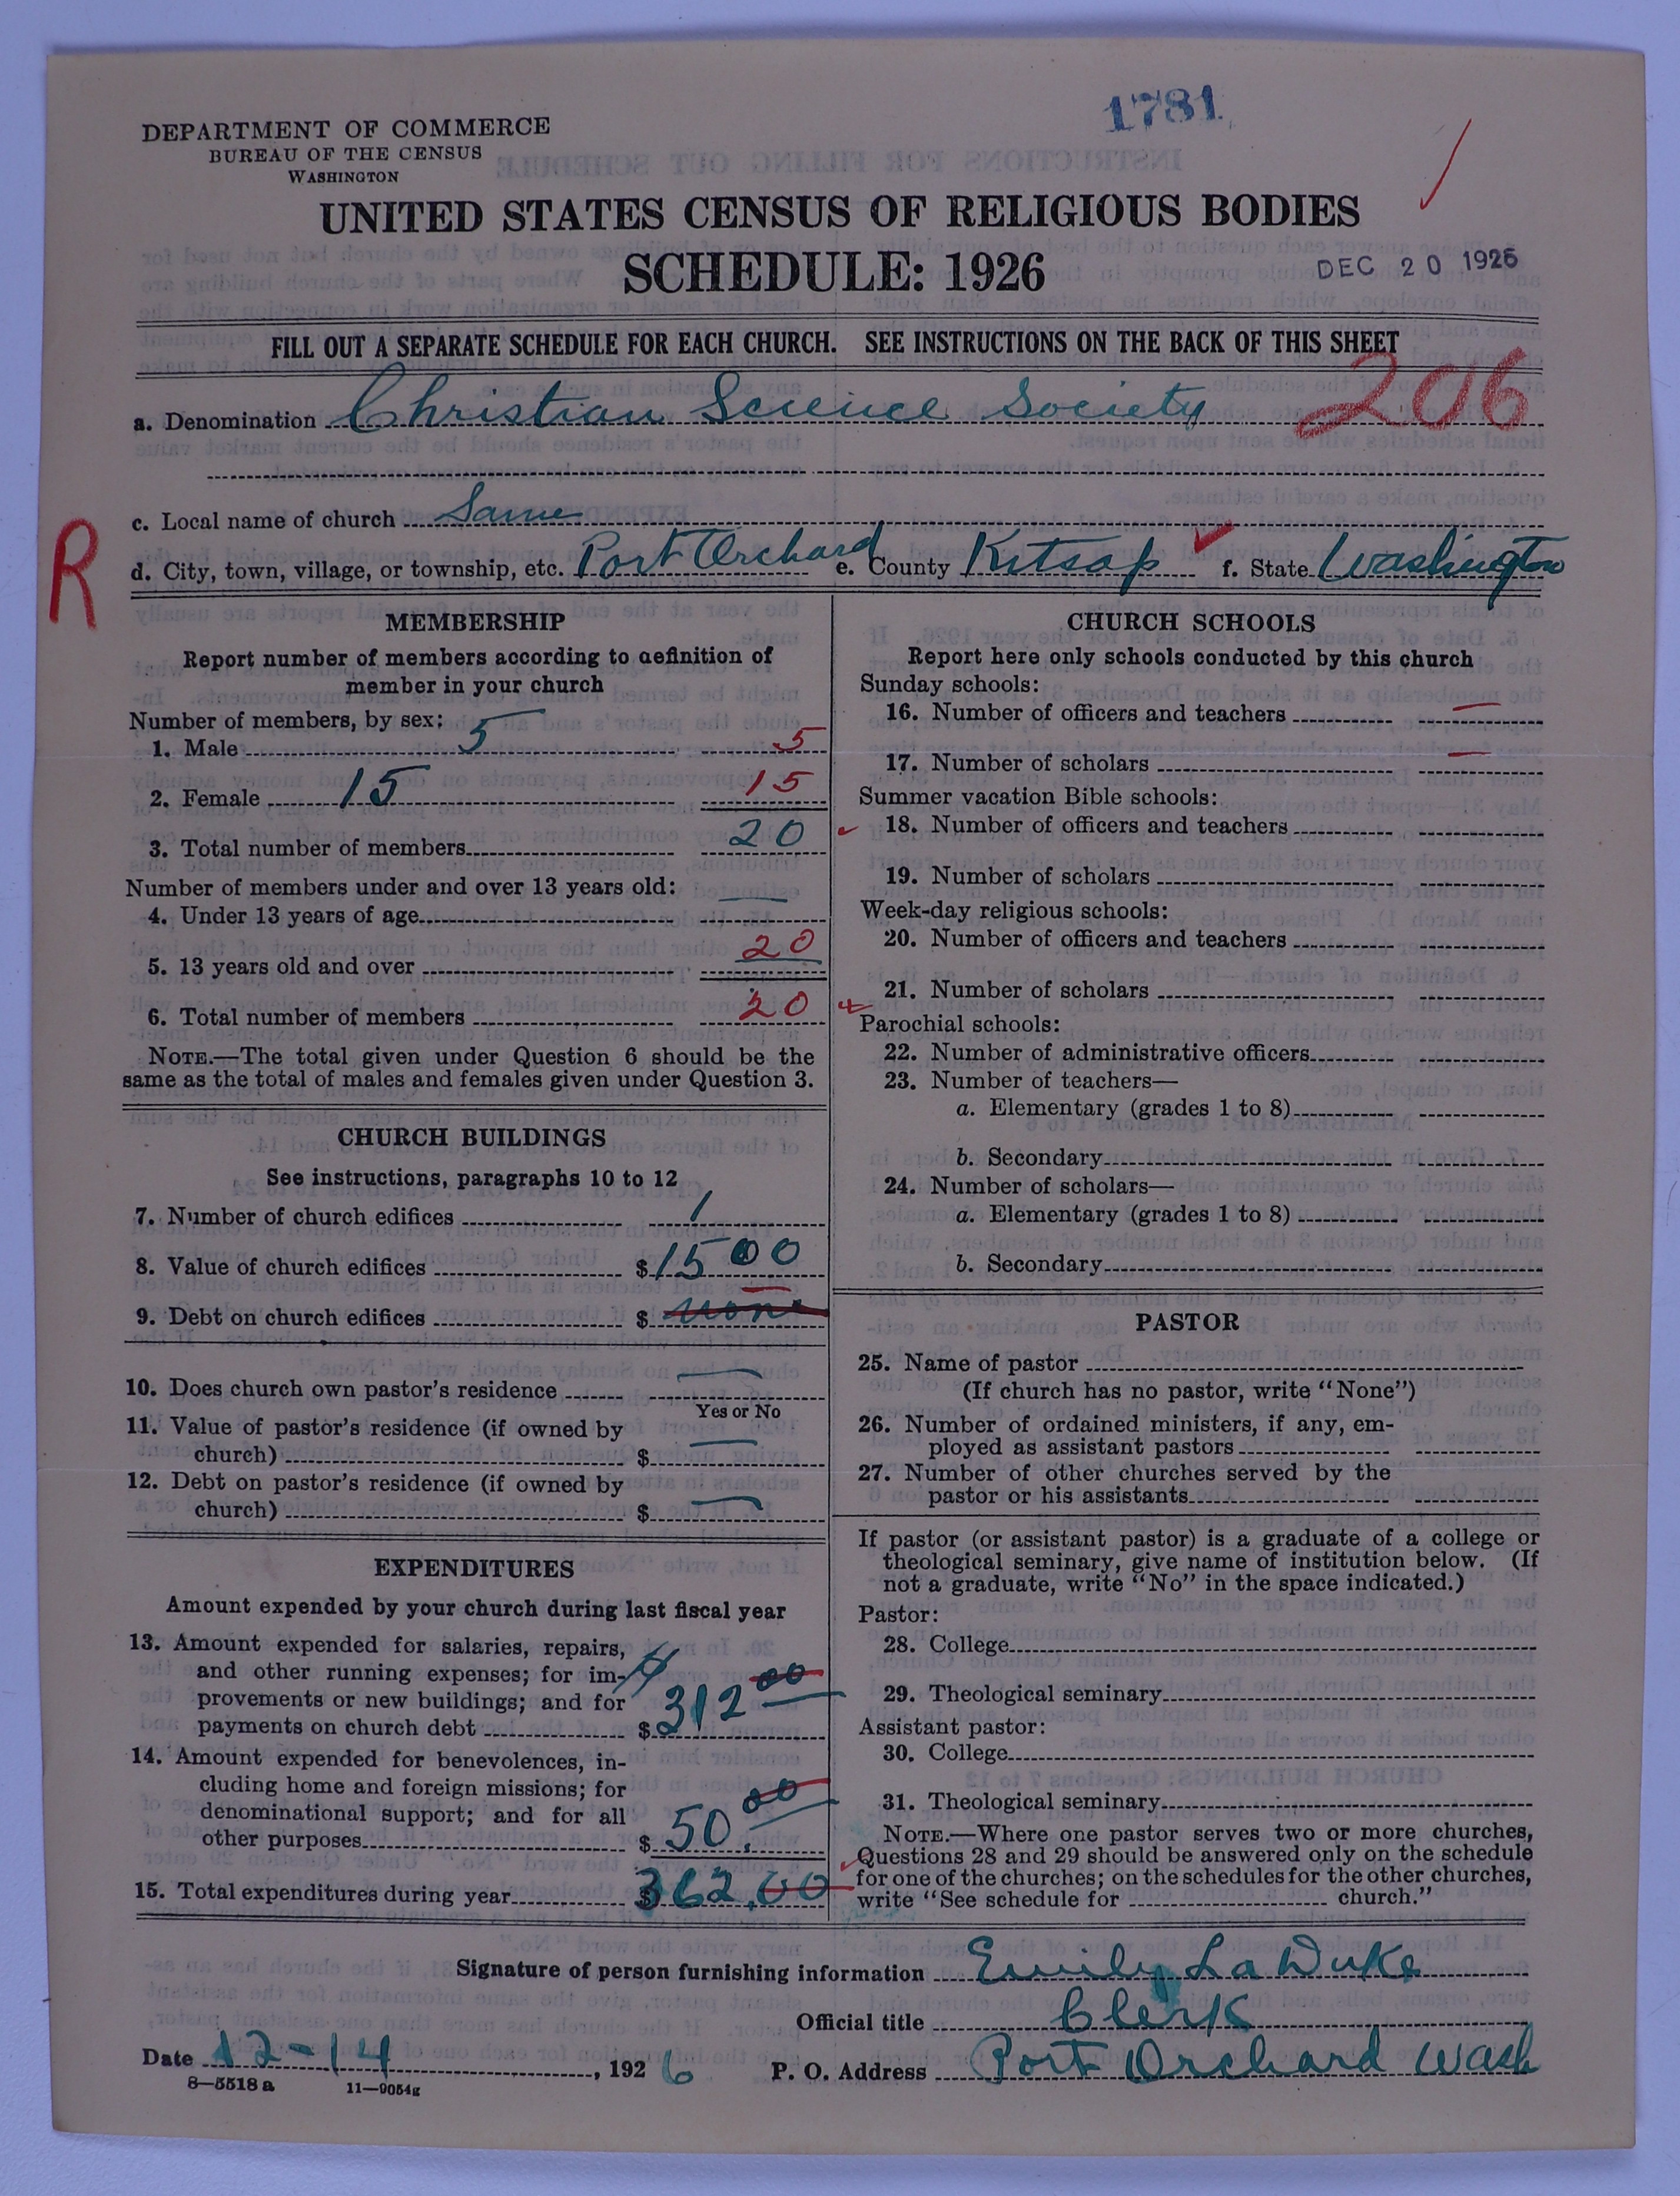 1781
DEPARTMENT OF COMMERCE
BUREAU OF THE CENSUS
WASHINGTON
UNITED STATES CENSUS OF RELIGIOUS BODIES
SCHEDULE: 1926
DEC 20 1926
FILL OUT A SEPARATE SCHEDULE FOR EACH CHURCH. SEE INSTRUCTIONS ON THE BACK OF THIS SHEET
206
a. Denomination Christian Science Society
c. Local name of church Same
R
d. City, town, village, or township, etc. Port Orchard e. County Kitsap f. State Washington
MEMBERSHIP
Report number of members according to definition of
member in your church
Number of members, by sex:
1. Male 5 5
2. Female 15 15
3. Total number of members 20
Number of members under and over 13 years old:
4. Under 13 years of age —
5. 13 years old and over 20
6. Total number of members 20
NOTE.—The total given under Question 6 should be the
same as the total of males and females given under Question 3.
CHURCH BUILDINGS
See instructions, paragraphs 10 to 12
7. Number of church edifices 1
8. Value of church edifices $1500
9. Debt on church edifices $ none
10. Does church own pastor's residence —
Yes or No
11. Value of pastor's residence (if owned by
church) $ —
12. Debt on pastor's residence (if owned by
church) $ —
EXPENDITURES
Amount expended by your church during last fiscal year
13. Amount expended for salaries, repairs,
and other running expenses; for im-
provements or new buildings; and for
payments on church debt $312 00
14. Amount expended for benevolences, in-
cluding home and foreign missions; for
denominational support; and for all
other purposes $50.00
15. Total expenditures during year $362.00
CHURCH SCHOOLS
Report here only schools conducted by this church
Sunday schools:
16. Number of officers and teachers —
17. Number of scholars —
Summer vacation Bible schools:
18. Number of officers and teachers
19. Number of scholars
Week-day religious schools:
20. Number of officers and teachers
21. Number of scholars
Parochial schools:
22. Number of administrative officers
23. Number of teachers—
a. Elementary (grades 1 to 8)
b. Secondary
24. Number of scholars—
a. Elementary (grades 1 to 8)
b. Secondary
PASTOR
25. Name of pastor
(If church has no pastor, write "None")
26. Number of ordained ministers, if any, em-
ployed as assistant pastors
27. Number of other churches served by the
pastor or his assistants
If pastor (or assistant pastor) is a graduate of a college or
theological seminary, give name of institution below. (If
not a graduate, write "No" in the space indicated.)
Pastor:
28. College
29. Theological seminary
Assistant pastor:
30. College
31. Theological seminary
NOTE.—Where one pastor serves two or more churches,
Questions 28 and 29 should be answered only on the schedule
for one of the churches; on the schedules for the other churches,
write "See schedule for church."
Signature of person furnishing information Emily La Duke
Official title Clerk
Date 12-14, 1926 P. O. Address Port Orchard Wash
8—5518 a 11—9054g